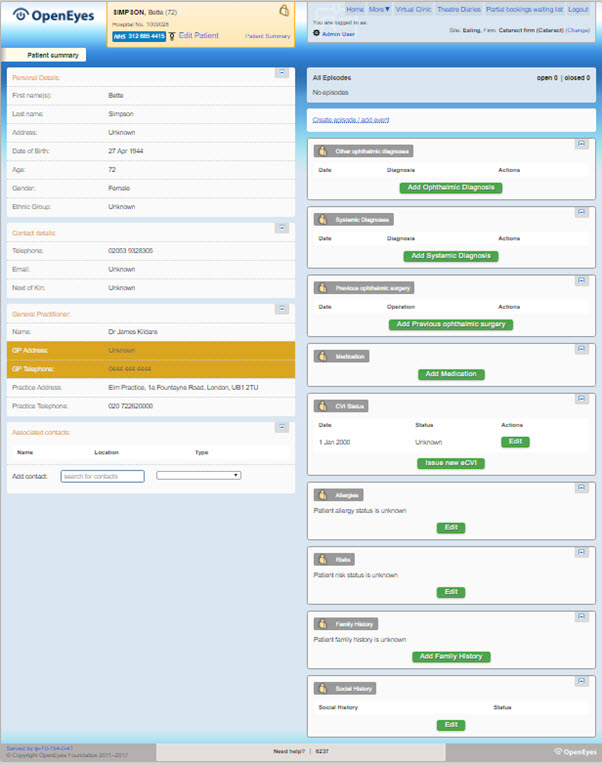 OpenEyes
SIMPSON, Bette (72)
Hospital No. 1009028
NHS 312 685 4415 Edit Patient Patient Summary
Home More▼ Virtual Clinic Theatre Diaries Partial bookings waiting list Logout
You are logged in as:
Admin User
Site: Ealing, Firm: Cataract firm (Cataract) (Change)
Patient summary
Personal Details:
First name(s): Bette
Last name: Simpson
Address: Unknown
Date of Birth: 27 Apr 1944
Age: 72
Gender: Female
Ethnic Group: Unknown
Contact details:
Telephone: 02053 9328305
Email: Unknown
Next of Kin: Unknown
General Practitioner:
Name: Dr James Kildare
GP Address: Unknown
GP Telephone: 0444 444 4444
Practice Address: Elm Practice, 1a Fountayne Road, London, UB1 2TU
Practice Telephone: 020 722620000
Associated contacts:
Name Location Type
Add contact: search for contacts
All Episodes open 0 | closed 0
No episodes
Create episode / add event
Other ophthalmic diagnoses
Date Diagnosis Actions
Add Ophthalmic Diagnosis
Systemic Diagnoses
Date Diagnosis Actions
Add Systemic Diagnosis
Previous ophthalmic surgery
Date Operation Actions
Add Previous ophthalmic surgery
Medication
Add Medication
CVI Status
Date Status Actions
1 Jan 2000 Unknown Edit
Issue new eCVI
Allergies
Patient allergy status is unknown
Edit
Risks
Patient risk status is unknown
Edit
Family History
Patient family history is unknown
Add Family History
Social History
Social History Status
Edit
Served by ip-10-164-0-41
© Copyright OpenEyes Foundation 2011–2017
Need help? | 6237
OpenEyes